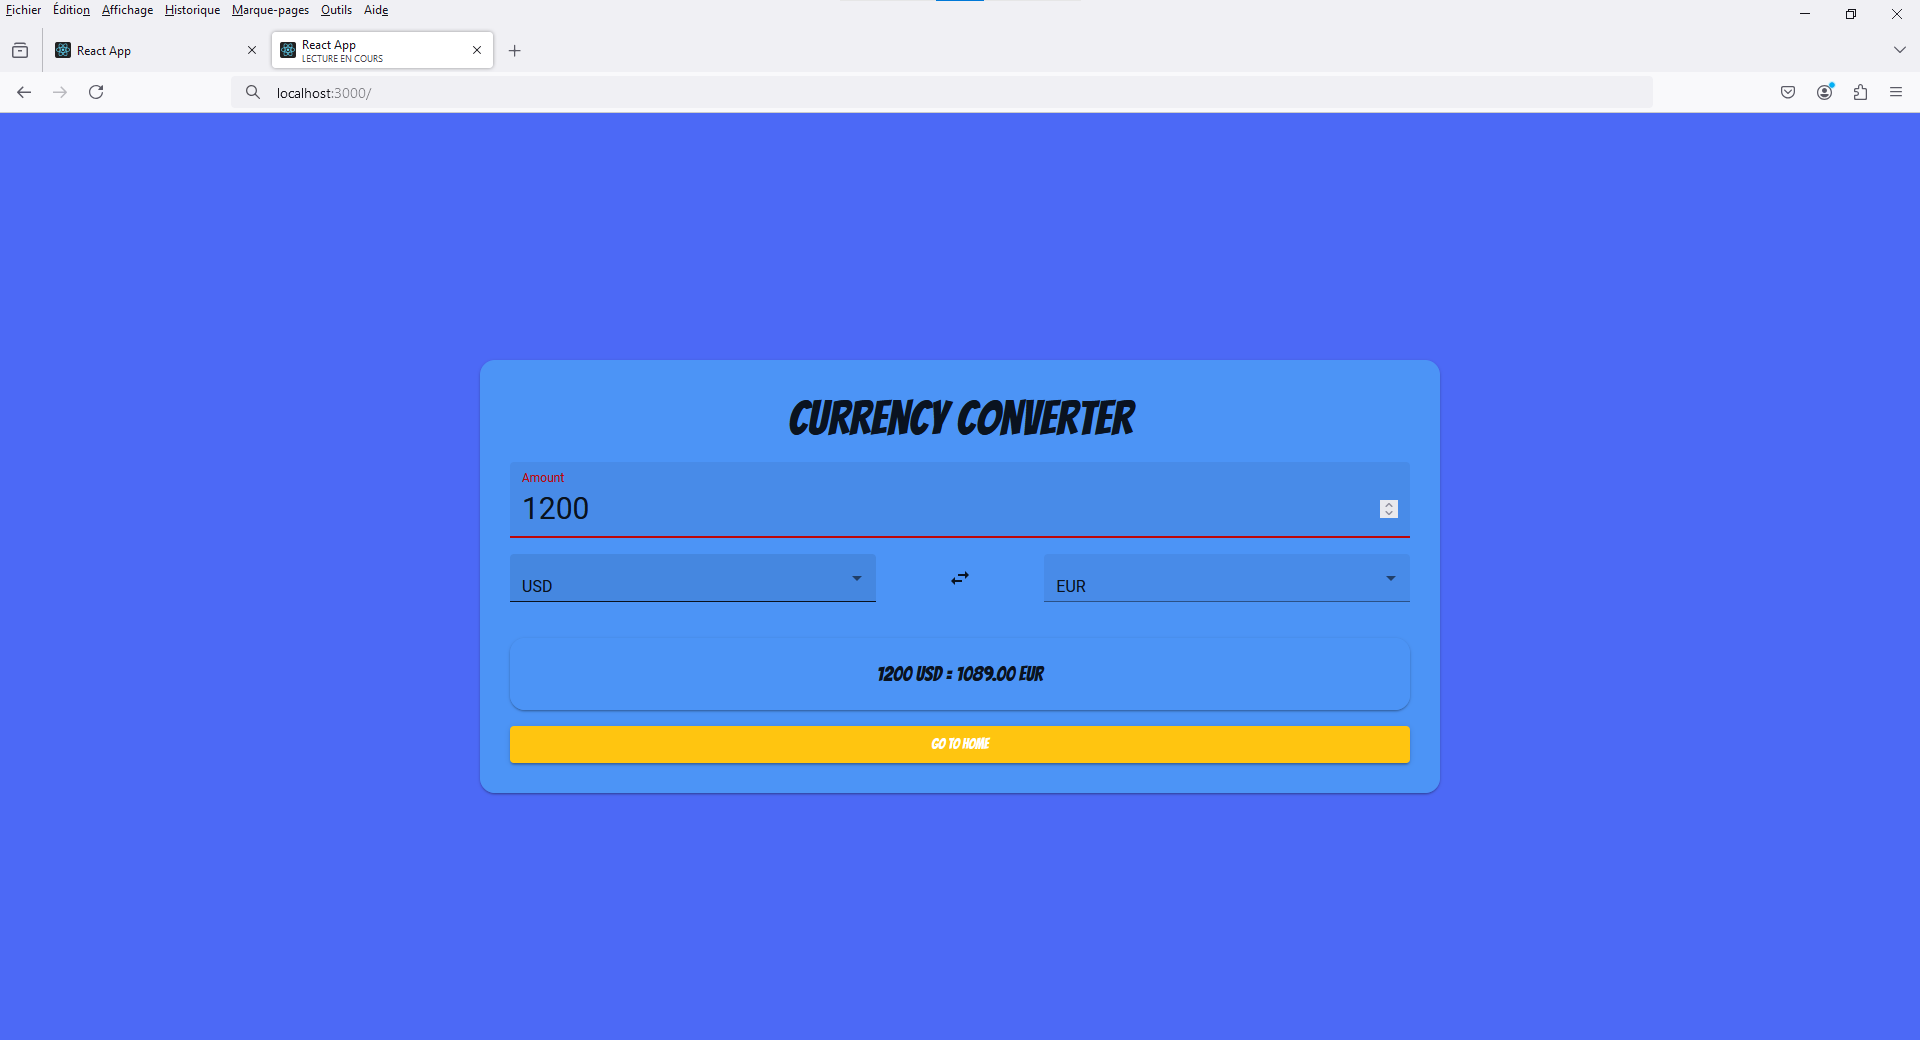 Fichier Édition Affichage Historique Marque-pages Outils Aide
React App
React App
LECTURE EN COURS
localhost:3000/
CURRENCY CONVERTER
Amount
1200
USD
EUR
1200 USD = 1089.00 EUR
GO TO HOME